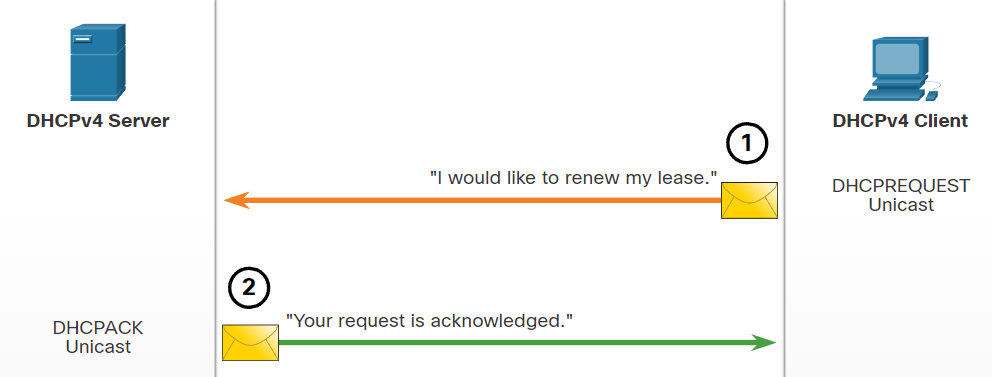 DHCPv4 Server
DHCPv4 Client
1
"I would like to renew my lease."
DHCPREQUEST
Unicast
2
"Your request is acknowledged."
DHCPACK
Unicast